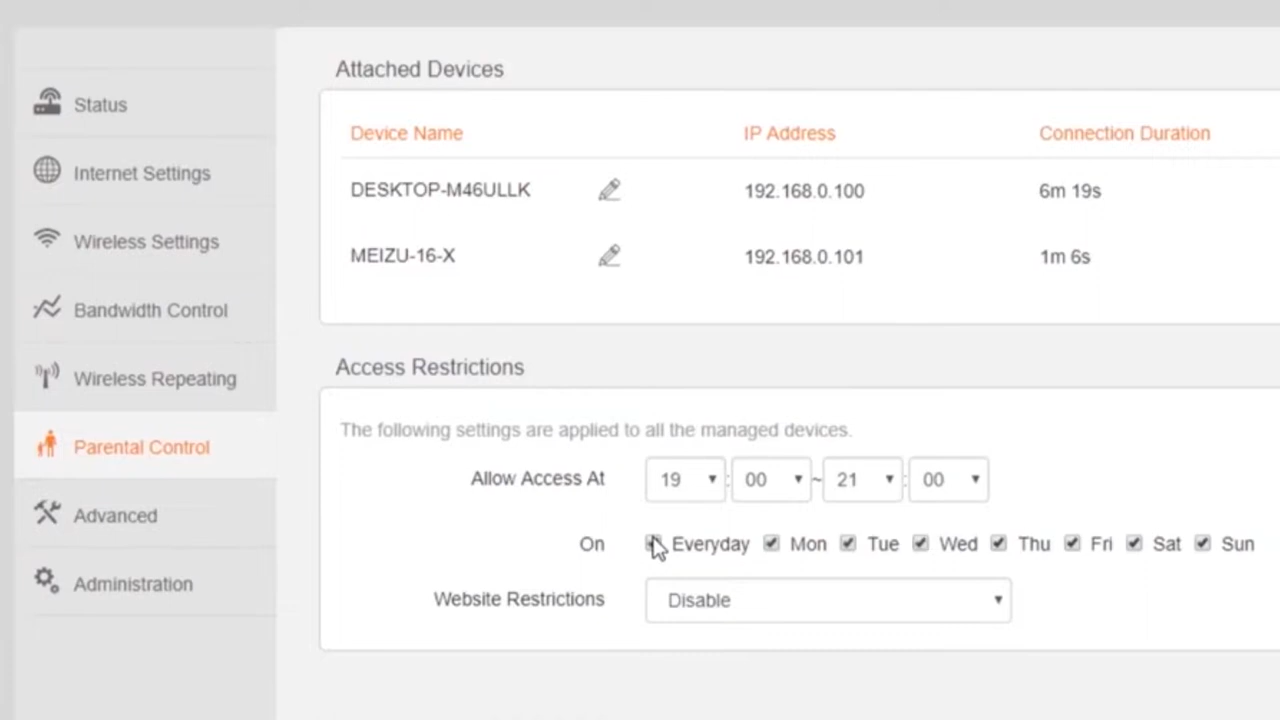 Status
Internet Settings
Wireless Settings
Bandwidth Control
Wireless Repeating
Parental Control
Advanced
Administration
Attached Devices
Device Name IP Address Connection Duration
DESKTOP-M46ULLK 192.168.0.100 6m 19s
MEIZU-16-X 192.168.0.101 1m 6s
Access Restrictions
The following settings are applied to all the managed devices.
Allow Access At 19 : 00 ~ 21 : 00
On Everyday Mon Tue Wed Thu Fri Sat Sun
Website Restrictions Disable